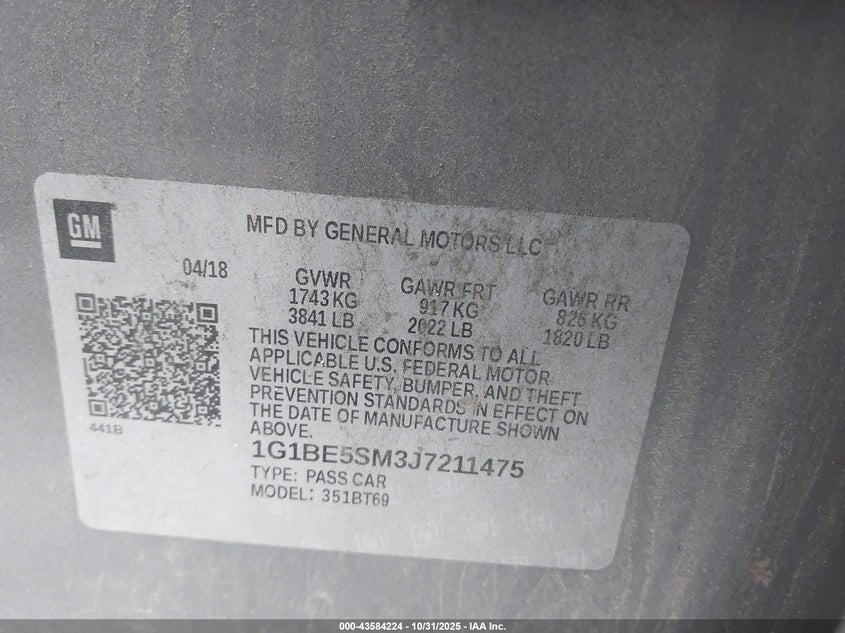 GM
MFD BY GENERAL MOTORS LLC
04/18
GVWR
1743 KG
3841 LB
GAWR FRT
917 KG
2022 LB
GAWR RR
826 KG
1820 LB
THIS VEHICLE CONFORMS TO ALL
APPLICABLE U.S. FEDERAL MOTOR
VEHICLE SAFETY, BUMPER, AND THEFT
PREVENTION STANDARDS IN EFFECT ON
THE DATE OF MANUFACTURE SHOWN
ABOVE.
441B
1G1BE5SM3J7211475
TYPE: PASS CAR
MODEL: 351BT69
000-43584224 - 10/31/2025 - IAA Inc.